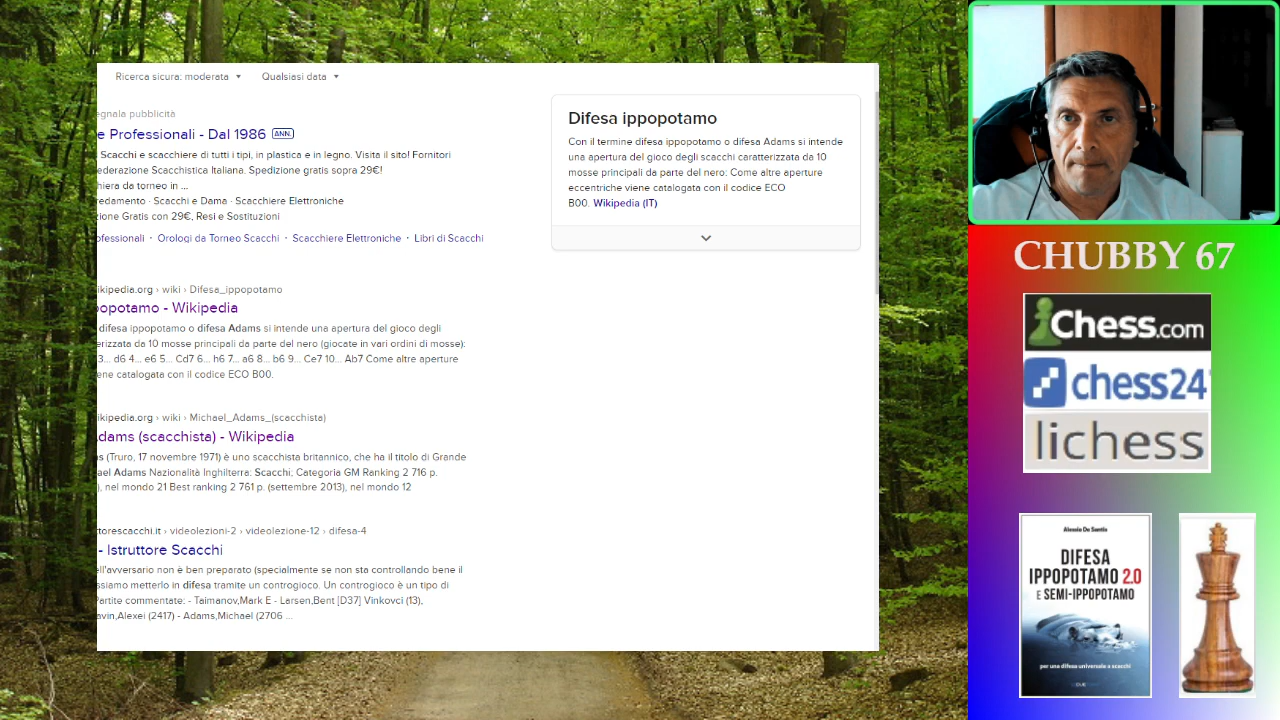 Ricerca sicura: moderata
Qualsiasi data
egnala pubblicità
e Professionali - Dal 1986 ANN.
Scacchi e scacchiere di tutti i tipi, in plastica e in legno. Visita il sito! Fornitori
ederazione Scacchistica Italiana. Spedizione gratis sopra 29€!
hiera da torneo in ...
redamento · Scacchi e Dama · Scacchiere Elettroniche
zione Gratis con 29€, Resi e Sostituzioni
ofessionali · Orologi da Torneo Scacchi · Scacchiere Elettroniche · Libri di Scacchi
ikipedia.org › wiki › Difesa_ippopotamo
popotamo - Wikipedia
difesa ippopotamo o difesa Adams si intende una apertura del gioco degli
erizzata da 10 mosse principali da parte del nero (giocate in vari ordini di mosse):
3... d6 4... e6 5... Cd7 6... h6 7... a6 8... b6 9... Ce7 10... Ab7 Come altre aperture
ene catalogata con il codice ECO B00.
ikipedia.org › wiki › Michael_Adams_(scacchista)
Adams (scacchista) - Wikipedia
s (Truro, 17 novembre 1971) è uno scacchista britannico, che ha il titolo di Grande
ael Adams Nazionalità Inghilterra: Scacchi; Categoria GM Ranking 2 716 p.
), nel mondo 21 Best ranking 2 761 p. (settembre 2013), nel mondo 12
ttorescacchi.it › videolezioni-2 › videolezione-12 › difesa-4
- Istruttore Scacchi
ell'avversario non è ben preparato (specialmente se non sta controllando bene il
ssiamo metterlo in difesa tramite un controgioco. Un controgioco è un tipo di
Partite commentate: - Taimanov,Mark E - Larsen,Bent [D37] Vinkovci (13),
avin,Alexei (2417) - Adams,Michael (2706 ...
Difesa ippopotamo
Con il termine difesa ippopotamo o difesa Adams si intende
una apertura del gioco degli scacchi caratterizzata da 10
mosse principali da parte del nero: Come altre aperture
eccentriche viene catalogata con il codice ECO
B00. Wikipedia (IT)
CHUBBY 67
Chess.com
chess24
lichess
Alessio De Santis
DIFESA
IPPOPOTAMO 2.0
E SEMI-IPPOPOTAMO
per una difesa universale a scacchi